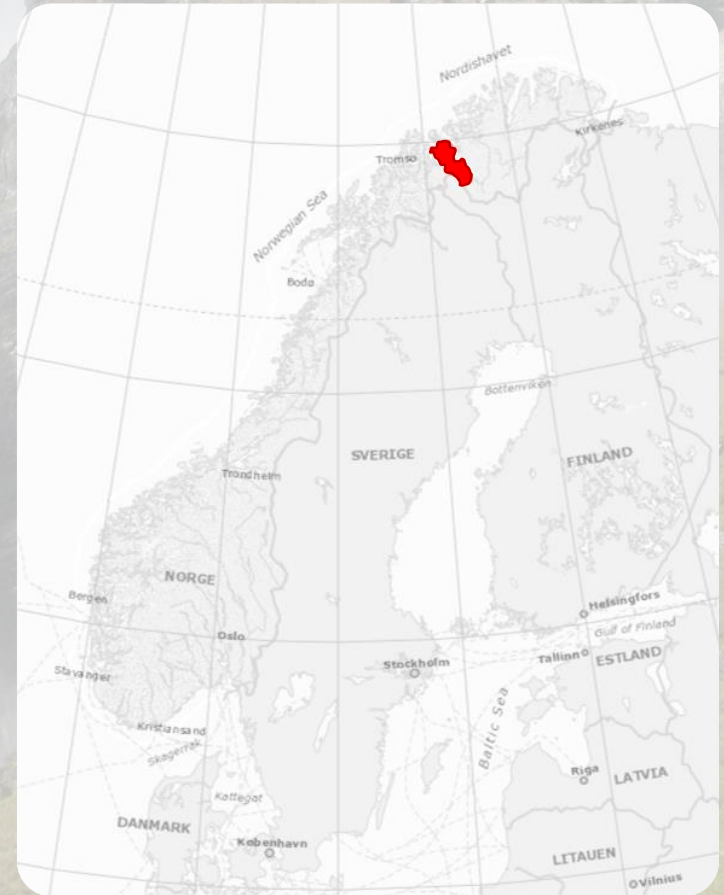 Nordishavet
Kirkenes
Tromsø
Norwegian Sea
Bodø
Bottenviken
SVERIGE
FINLAND
Trondheim
NORGE
Bergen
Helsingfors
Gulf of Finland
Oslo
Stockholm
Tallinn
ESTLAND
Stavanger
Baltic Sea
Kristiansand
Skagerrak
Riga
LATVIA
Kattegat
DANMARK
København
LITAUEN
Vilnius